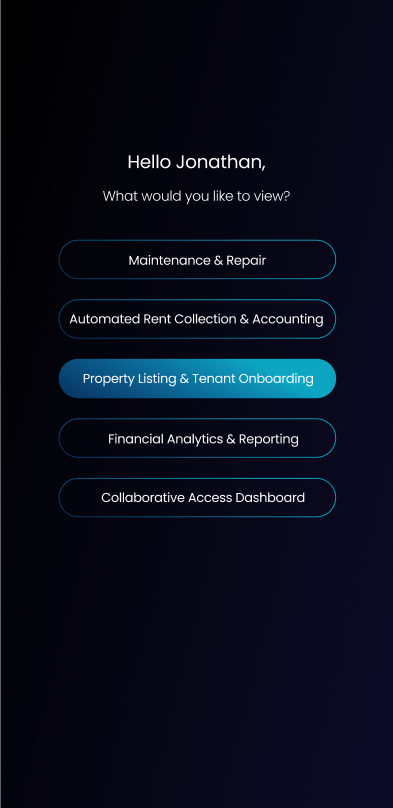 Hello Jonathan,
What would you like to view?
Maintenance & Repair
Automated Rent Collection & Accounting
Property Listing & Tenant Onboarding
Financial Analytics & Reporting
Collaborative Access Dashboard